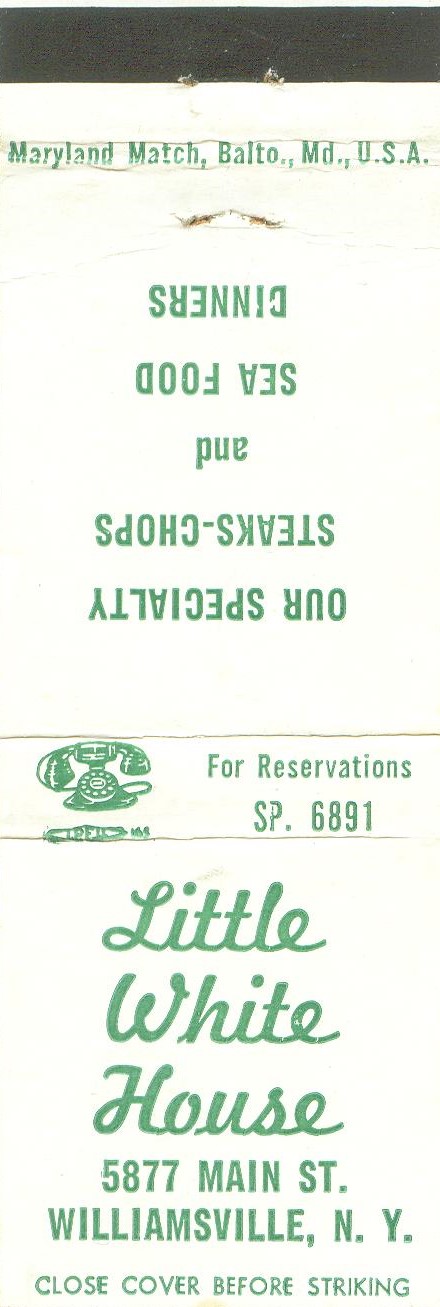 Maryland Match, Balto., Md., U.S.A.
OUR SPECIALTY
STEAKS-CHOPS
and
SEA FOOD
DINNERS
For Reservations
SP. 6891
Little
White
House
5877 MAIN ST.
WILLIAMSVILLE, N. Y.
CLOSE COVER BEFORE STRIKING